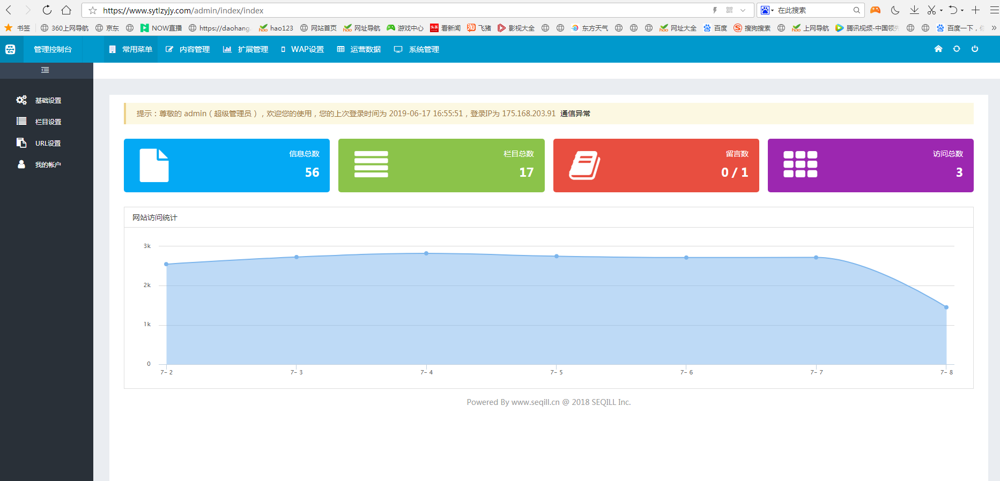 https://www.sytlzyjy.com/admin/index/index
在此搜索
书签 360上网导航 京东 NOW直播 https://daohang. hao123 网站首页 网址导航 游戏中心 头条 看新闻 飞猪 影视大全 东方天气 网址大全 百度 搜狗搜索 上网导航 腾讯视频-中国领先 百度一下，
管理控制台 常用菜单 内容管理 扩展管理 WAP设置 运营数据 系统管理
基础设置
栏目设置
URL设置
我的帐户
提示：尊敬的 admin（超级管理员），欢迎您的使用，您的上次登录时间为 2019-06-17 16:55:51，登录IP为 175.168.203.91 通信异常
信息总数
56
栏目总数
17
留言数
0 / 1
访问总数
3
网站访问统计
3k
2k
1k
0
7- 2 7- 3 7- 4 7- 5 7- 6 7- 7 7- 8
Powered By www.seqill.cn @ 2018 SEQILL Inc.